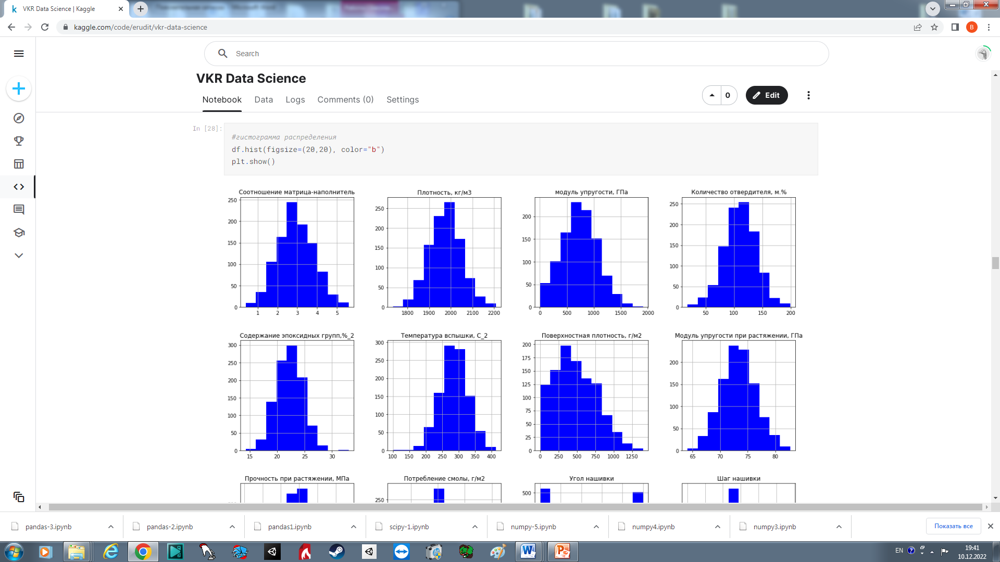 VKR Data Science | Kaggle
kaggle.com/code/erudit/vkr-data-science
B
Search
VKR Data Science
Notebook Data Logs Comments (0) Settings
0 Edit
In [28]:
#гистограмма распределения
df.hist(figsize=(20,20), color="b")
plt.show()
Соотношение матрица-наполнитель
250
200
150
100
50
0
1 2 3 4 5
Плотность, кг/м3
250
200
150
100
50
0
1800 1900 2000 2100 2200
модуль упругости, ГПа
200
150
100
50
0
0 500 1000 1500 2000
Количество отвердителя, м.%
250
200
150
100
50
0
50 100 150 200
Содержание эпоксидных групп,%_2
300
250
200
150
100
50
0
15 20 25 30
Температура вспышки, С_2
300
250
200
150
100
50
0
100 150 200 250 300 350 400
Поверхностная плотность, г/м2
200
175
150
125
100
75
50
25
0
0 250 500 750 1000 1250
Модуль упругости при растяжении, ГПа
200
150
100
50
0
65 70 75 80
Прочность при растяжении, МПа
Потребление смолы, г/м2
250
Угол нашивки
500
Шаг нашивки
pandas-3.ipynb
pandas-2.ipynb
pandas1.ipynb
scipy-1.ipynb
numpy-5.ipynb
numpy4.ipynb
numpy3.ipynb
Показать все
EN
19:41
10.12.2022